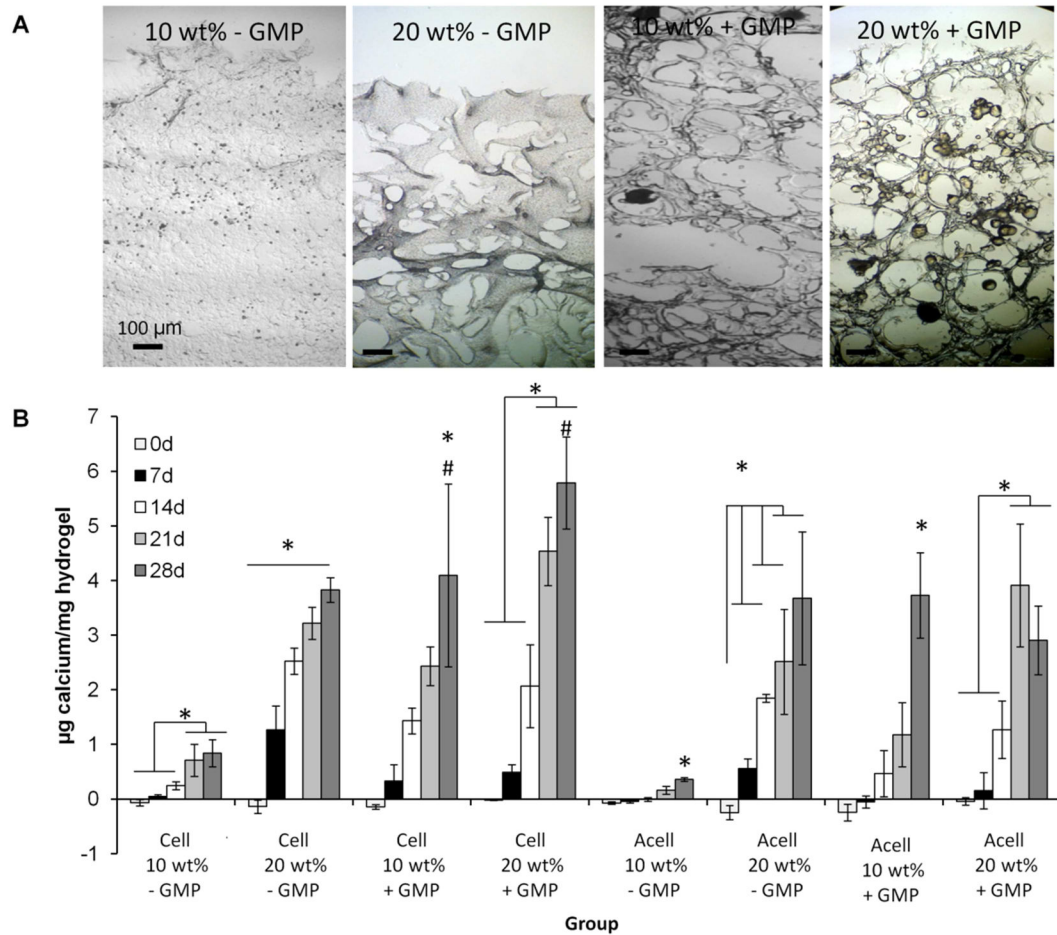 A
10 wt% - GMP
20 wt% - GMP
10 wt% + GMP
20 wt% + GMP
100 µm
B
µg calcium/mg hydrogel
7
6
5
4
3
2
1
0
-1
0d
7d
14d
21d
28d
*
*
*
#
*
#
*
*
*
*
Cell
10 wt%
- GMP
Cell
20 wt%
- GMP
Cell
10 wt%
+ GMP
Cell
20 wt%
+ GMP
Acell
10 wt%
- GMP
Acell
20 wt%
- GMP
Acell
10 wt%
+ GMP
Acell
20 wt%
+ GMP
Group